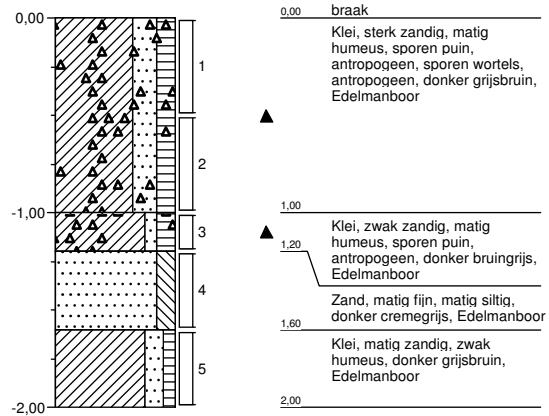 0,00
-1,00
-2,00
1
2
3
4
5
0,00 braak
Klei, sterk zandig, matig
humeus, sporen puin,
antropogeen, sporen wortels,
antropogeen, donker grijsbruin,
Edelmanboor
1,00
Klei, zwak zandig, matig
humeus, sporen puin,
antropogeen, donker bruingrijs,
Edelmanboor
1,20
Zand, matig fijn, matig siltig,
donker cremegrijs, Edelmanboor
1,60
Klei, matig zandig, zwak
humeus, donker grijsbruin,
Edelmanboor
2,00